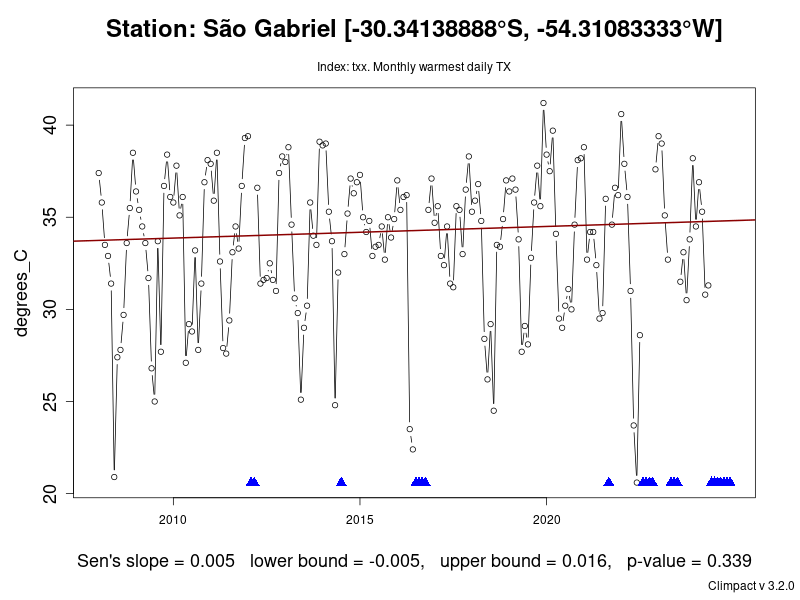 Station: São Gabriel [-30.34138888°S, -54.31083333°W]
Index: txx. Monthly warmest daily TX
degrees_C
40
35
30
25
20
2010 2015 2020
Sen's slope = 0.005 lower bound = -0.005, upper bound = 0.016, p-value = 0.339
Climpact v 3.2.0